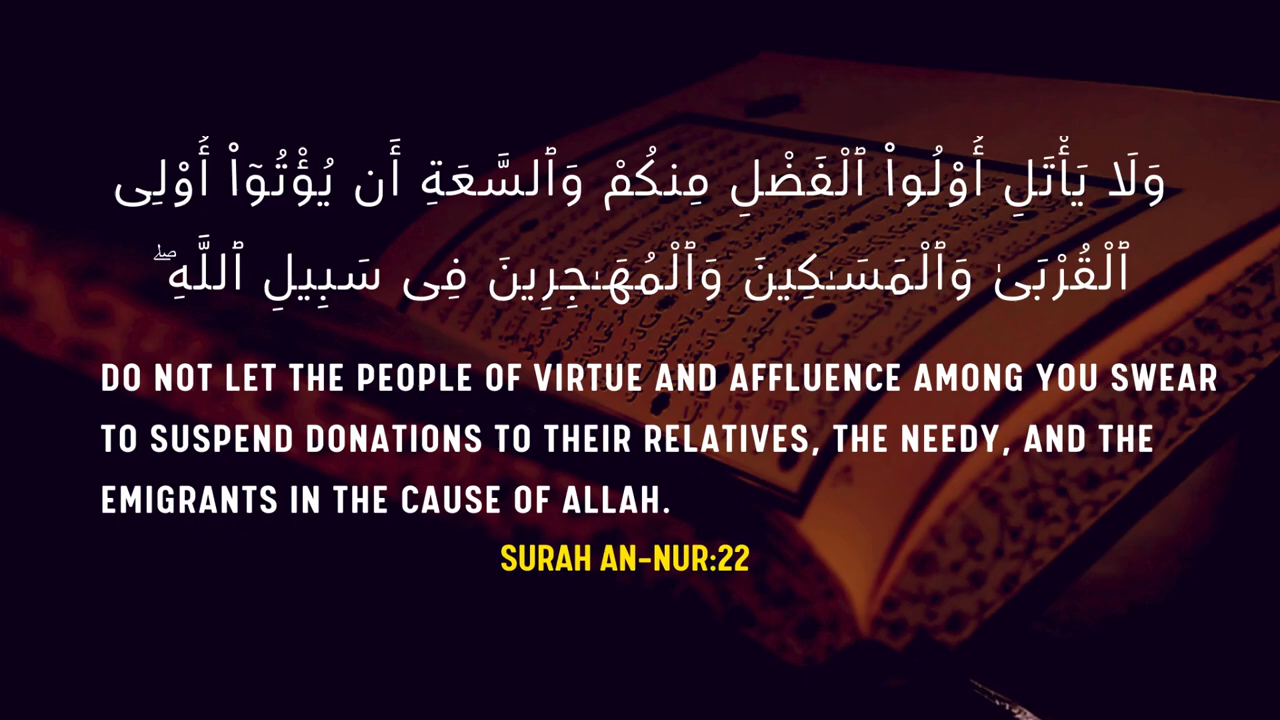 وَلَا يَأْتَلِ أُو۟لُوا۟ ٱلْفَضْلِ مِنكُمْ وَٱلسَّعَةِ أَن يُؤْتُوٓا۟ أُو۟لِى
ٱلْقُرْبَىٰ وَٱلْمَسَـٰكِينَ وَٱلْمُهَـٰجِرِينَ فِى سَبِيلِ ٱللَّهِ ۖ
DO NOT LET THE PEOPLE OF VIRTUE AND AFFLUENCE AMONG YOU SWEAR
TO SUSPEND DONATIONS TO THEIR RELATIVES, THE NEEDY, AND THE
EMIGRANTS IN THE CAUSE OF ALLAH.
SURAH AN-NUR:22